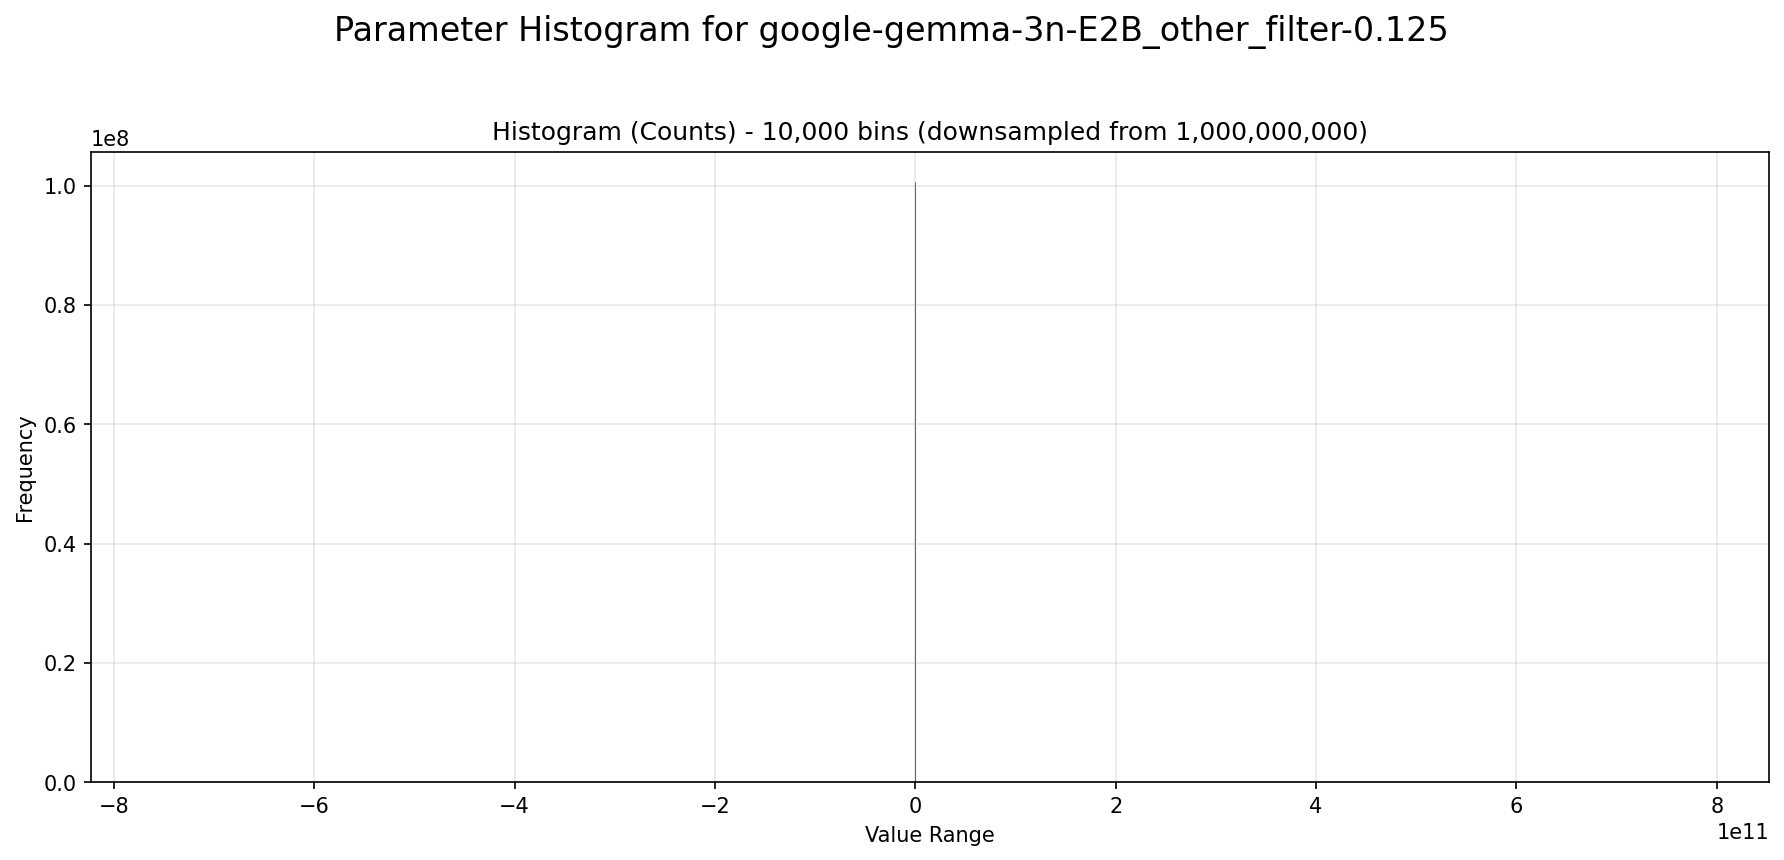 Parameter Histogram for google-gemma-3n-E2B_other_filter-0.125
Histogram (Counts) - 10,000 bins (downsampled from 1,000,000,000)
1e8
1.0
0.8
0.6
0.4
0.2
0.0
Frequency
−8 −6 −4 −2 0 2 4 6 8
1e11
Value Range